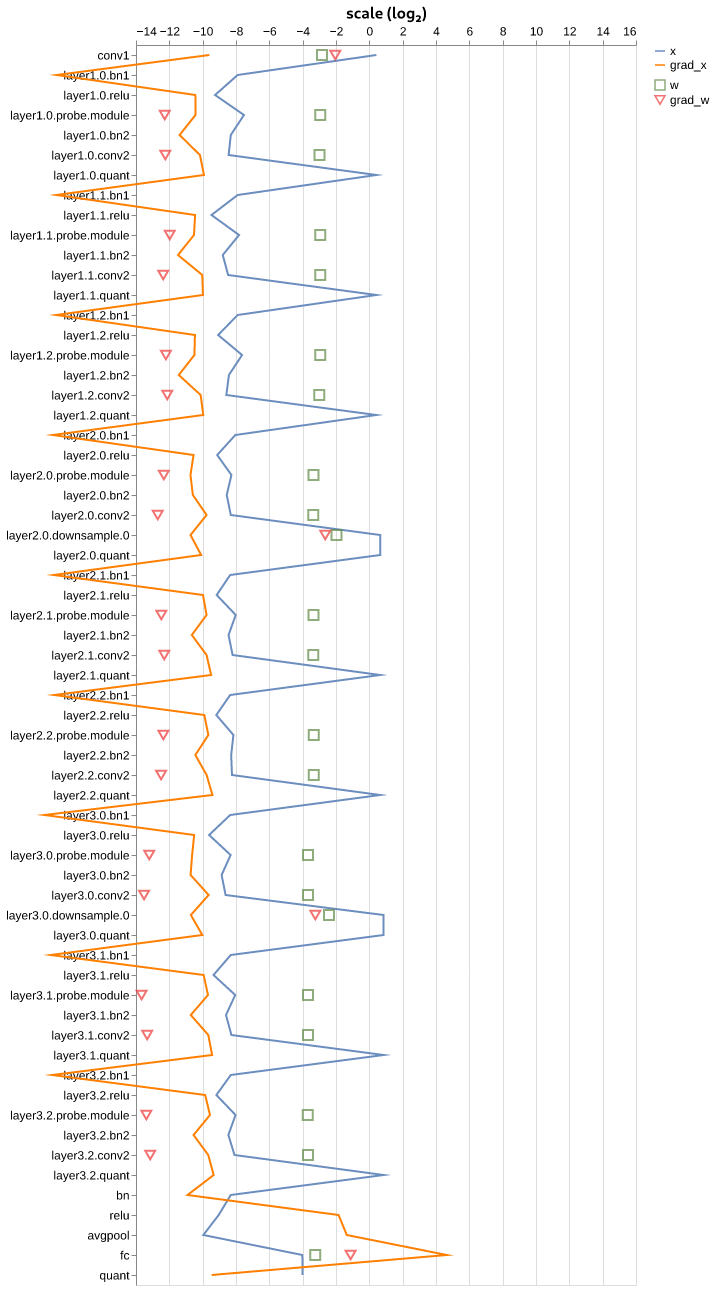 scale (log₂)
−14 −12 −10 −8 −6 −4 −2 0 2 4 6 8 10 12 14 16
x
grad_x
w
grad_w
conv1
layer1.0.bn1
layer1.0.relu
layer1.0.probe.module
layer1.0.bn2
layer1.0.conv2
layer1.0.quant
layer1.1.bn1
layer1.1.relu
layer1.1.probe.module
layer1.1.bn2
layer1.1.conv2
layer1.1.quant
layer1.2.bn1
layer1.2.relu
layer1.2.probe.module
layer1.2.bn2
layer1.2.conv2
layer1.2.quant
layer2.0.bn1
layer2.0.relu
layer2.0.probe.module
layer2.0.bn2
layer2.0.conv2
layer2.0.downsample.0
layer2.0.quant
layer2.1.bn1
layer2.1.relu
layer2.1.probe.module
layer2.1.bn2
layer2.1.conv2
layer2.1.quant
layer2.2.bn1
layer2.2.relu
layer2.2.probe.module
layer2.2.bn2
layer2.2.conv2
layer2.2.quant
layer3.0.bn1
layer3.0.relu
layer3.0.probe.module
layer3.0.bn2
layer3.0.conv2
layer3.0.downsample.0
layer3.0.quant
layer3.1.bn1
layer3.1.relu
layer3.1.probe.module
layer3.1.bn2
layer3.1.conv2
layer3.1.quant
layer3.2.bn1
layer3.2.relu
layer3.2.probe.module
layer3.2.bn2
layer3.2.conv2
layer3.2.quant
bn
relu
avgpool
fc
quant